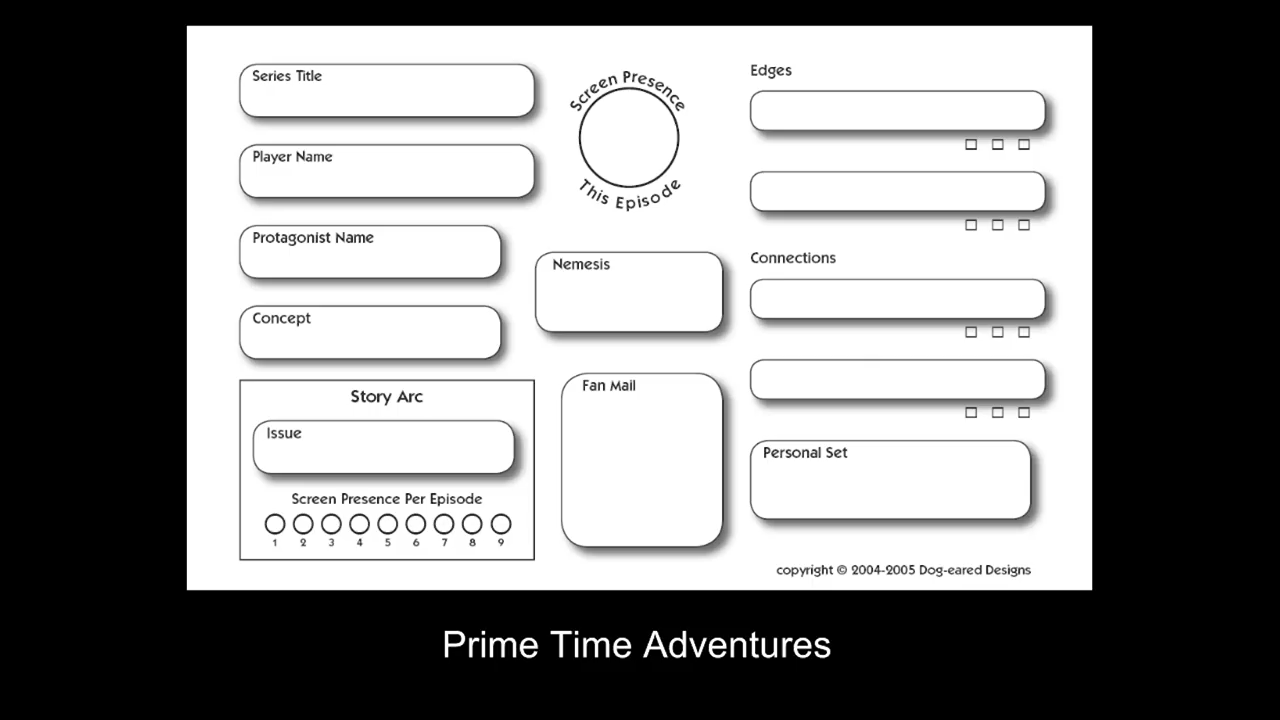 Series Title
Player Name
Protagonist Name
Concept
Story Arc
Issue
Screen Presence Per Episode
1 2 3 4 5 6 7 8 9
Screen Presence
This Episode
Nemesis
Fan Mail
Edges
Connections
Personal Set
copyright © 2004-2005 Dog-eared Designs
Prime Time Adventures